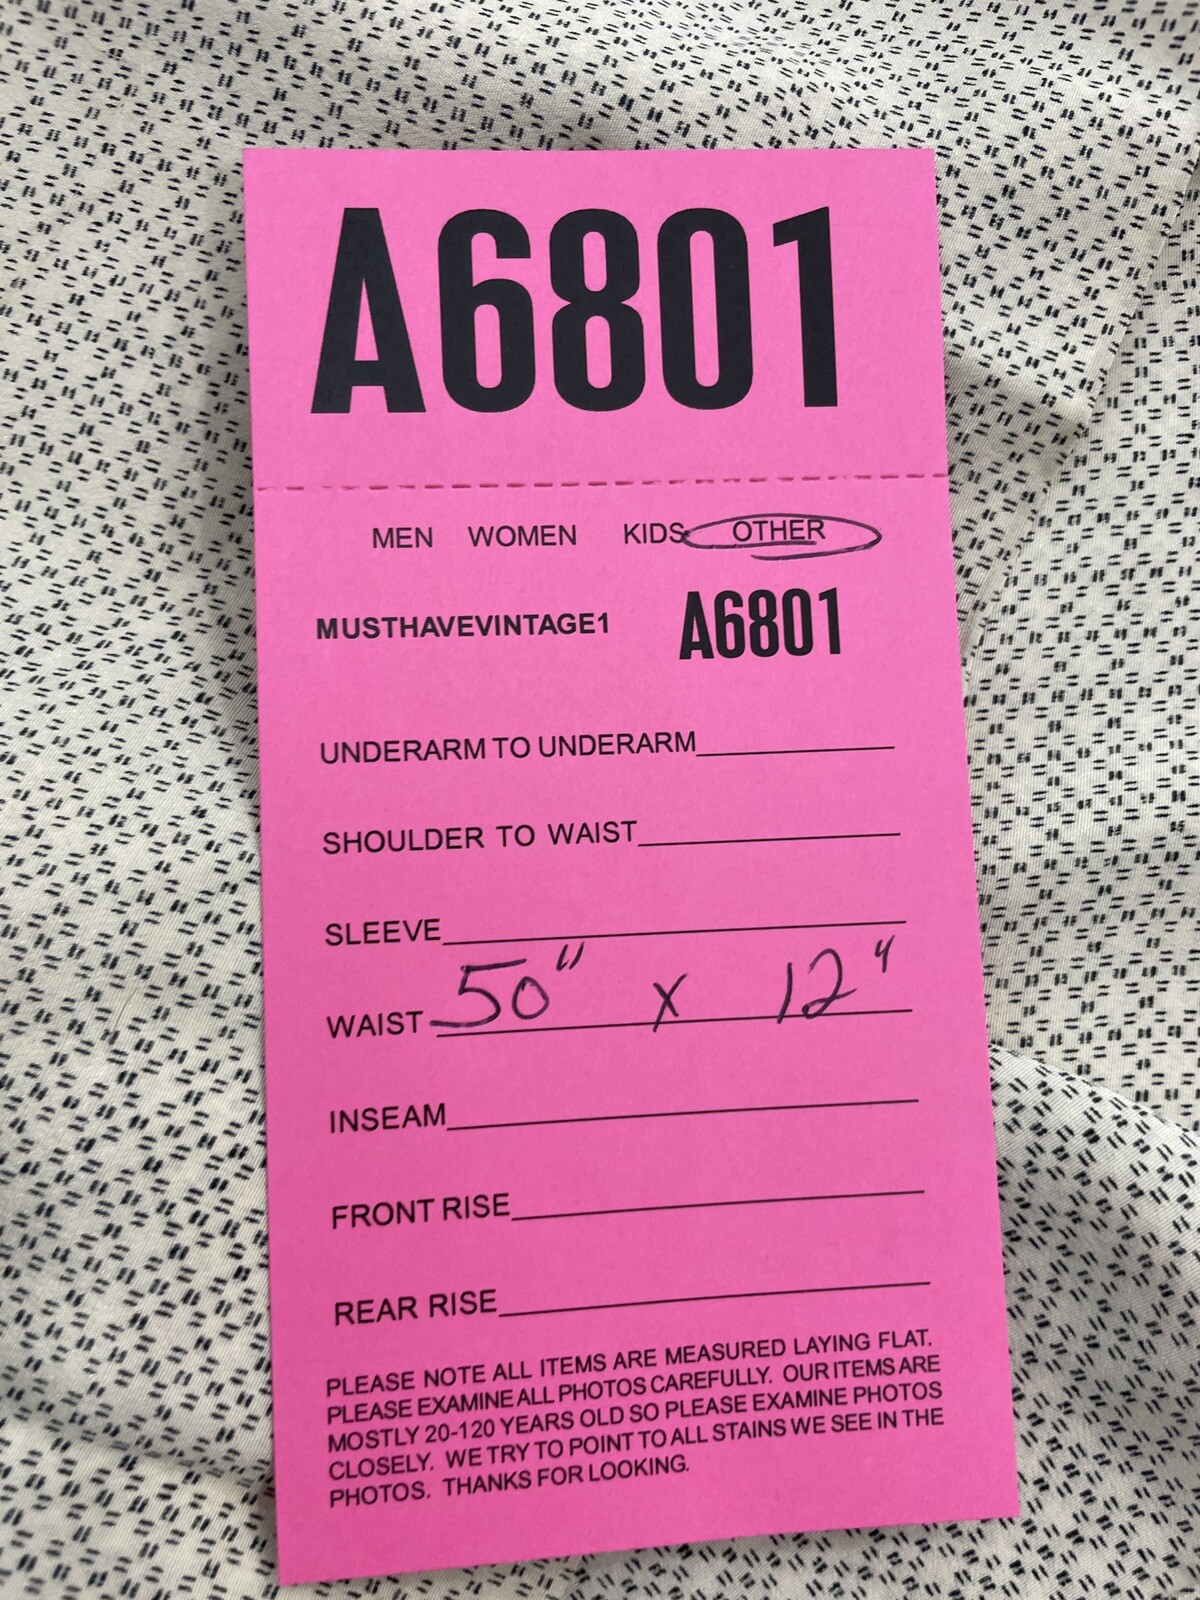 A6801
MEN WOMEN KIDS OTHER
MUSTHAVEVINTAGE1 A6801
UNDERARM TO UNDERARM
SHOULDER TO WAIST
SLEEVE
WAIST 50" x 12"
INSEAM
FRONT RISE
REAR RISE
PLEASE NOTE ALL ITEMS ARE MEASURED LAYING FLAT.
PLEASE EXAMINE ALL PHOTOS CAREFULLY. OUR ITEMS ARE
MOSTLY 20-120 YEARS OLD SO PLEASE EXAMINE PHOTOS
CLOSELY. WE TRY TO POINT TO ALL STAINS WE SEE IN THE
PHOTOS. THANKS FOR LOOKING.